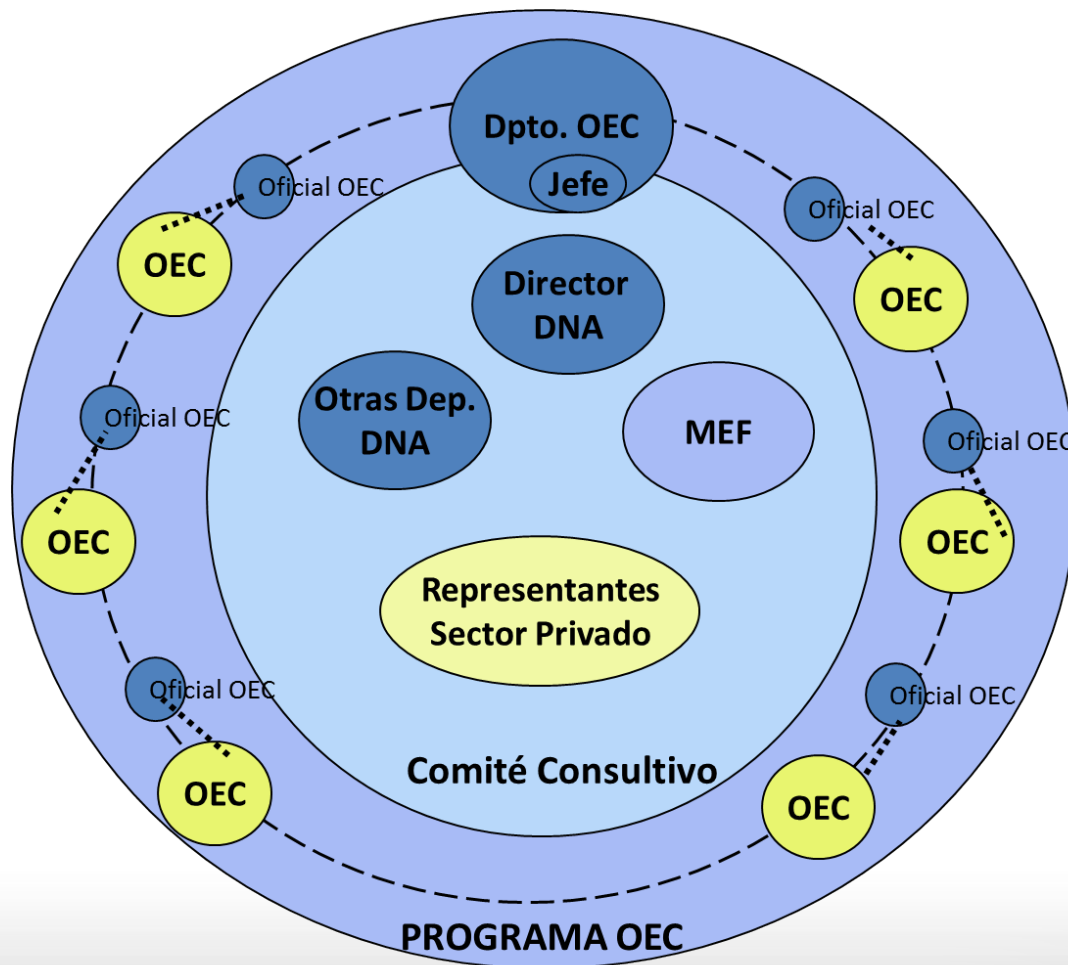 Dpto. OEC
Jefe
Oficial OEC
Oficial OEC
OEC
OEC
Director
DNA
Otras Dep.
DNA
MEF
Oficial OEC
Oficial OEC
OEC
OEC
Representantes
Sector Privado
Oficial OEC
Oficial OEC
Comité Consultivo
OEC
OEC
PROGRAMA OEC